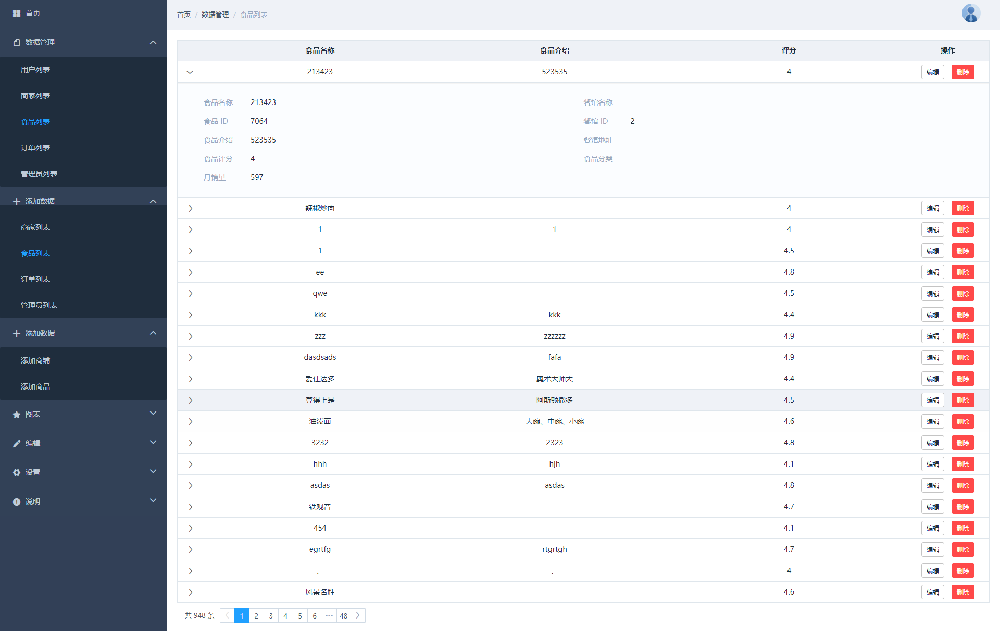 首页
数据管理
用户列表
商家列表
食品列表
订单列表
管理员列表
添加数据
商家列表
食品列表
订单列表
管理员列表
添加数据
添加商铺
添加商品
图表
编辑
设置
说明
首页 / 数据管理 / 食品列表
食品名称 食品介绍 评分 操作
213423 523535 4 编辑 删除
食品名称 213423 餐馆名称
食品 ID 7064 餐馆 ID 2
食品介绍 523535 餐馆地址
食品评分 4 食品分类
月销量 597
辣椒炒肉 4 编辑 删除
1 1 4 编辑 删除
1 4.5 编辑 删除
ee 4.8 编辑 删除
qwe 4.5 编辑 删除
kkk kkk 4.4 编辑 删除
zzz zzzzzz 4.9 编辑 删除
dasdsads fafa 4.9 编辑 删除
爱仕达多 奥术大师大 4.4 编辑 删除
算得上是 阿斯顿撒多 4.5 编辑 删除
油泼面 大碗、中碗、小碗 4.6 编辑 删除
3232 2323 4.8 编辑 删除
hhh hjh 4.1 编辑 删除
asdas asdas 4.8 编辑 删除
铁观音 4.7 编辑 删除
454 4.1 编辑 删除
egrtfg rtgrtgh 4.7 编辑 删除
、 、 4 编辑 删除
风景名胜 4.6 编辑 删除
共 948 条 1 2 3 4 5 6 ••• 48